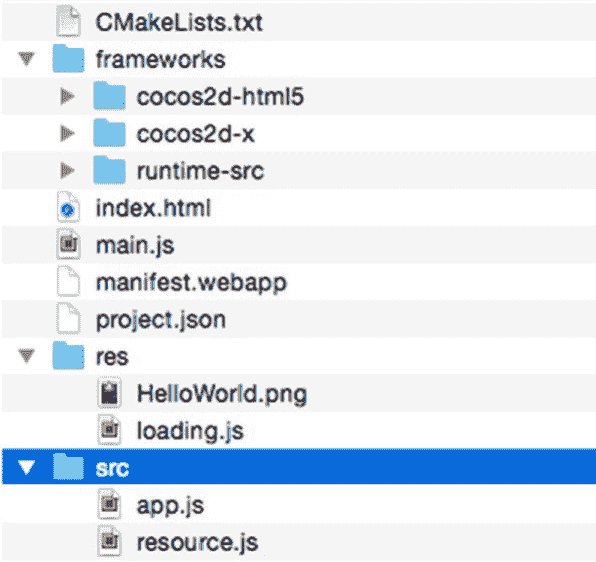 CMakeLists.txt
frameworks
cocos2d-html5
cocos2d-x
runtime-src
index.html
main.js
manifest.webapp
project.json
res
HelloWorld.png
loading.js
src
app.js
resource.js